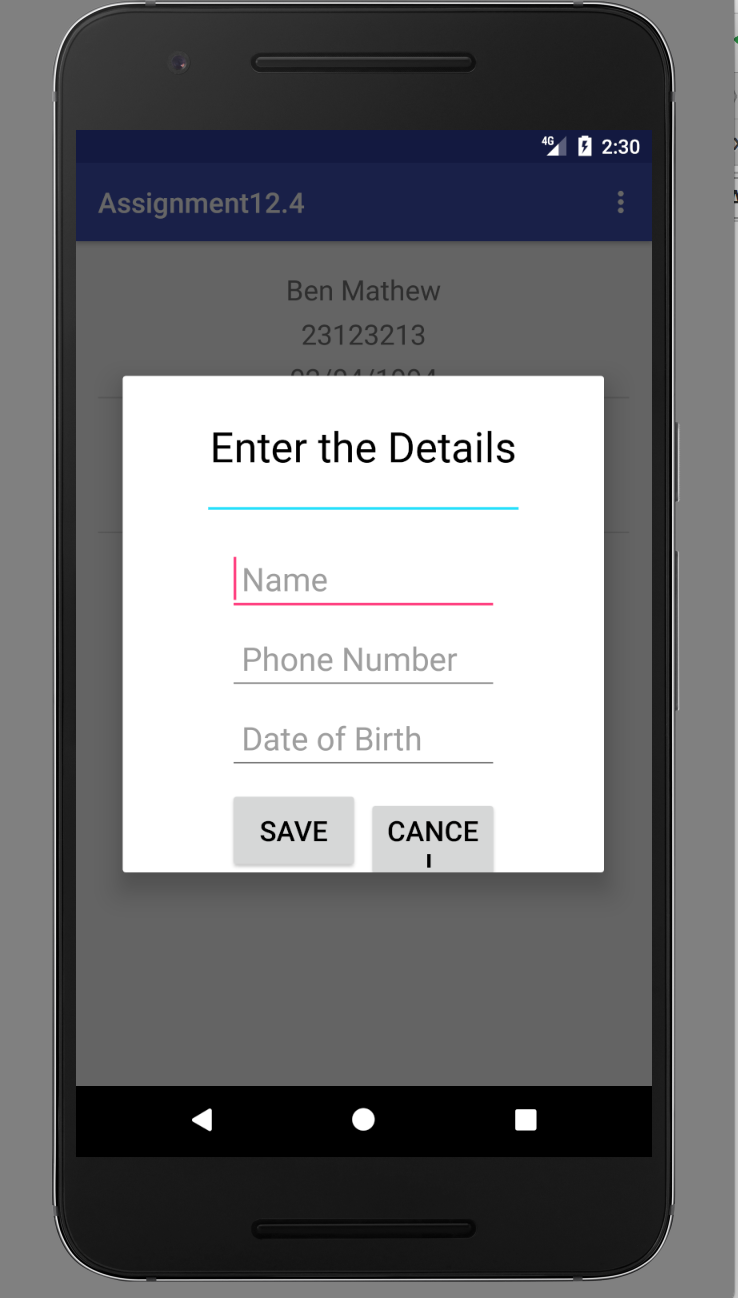 4G 2:30
Assignment12.4
Ben Mathew
23123213
Enter the Details
Name
Phone Number
Date of Birth
SAVE
CANCE